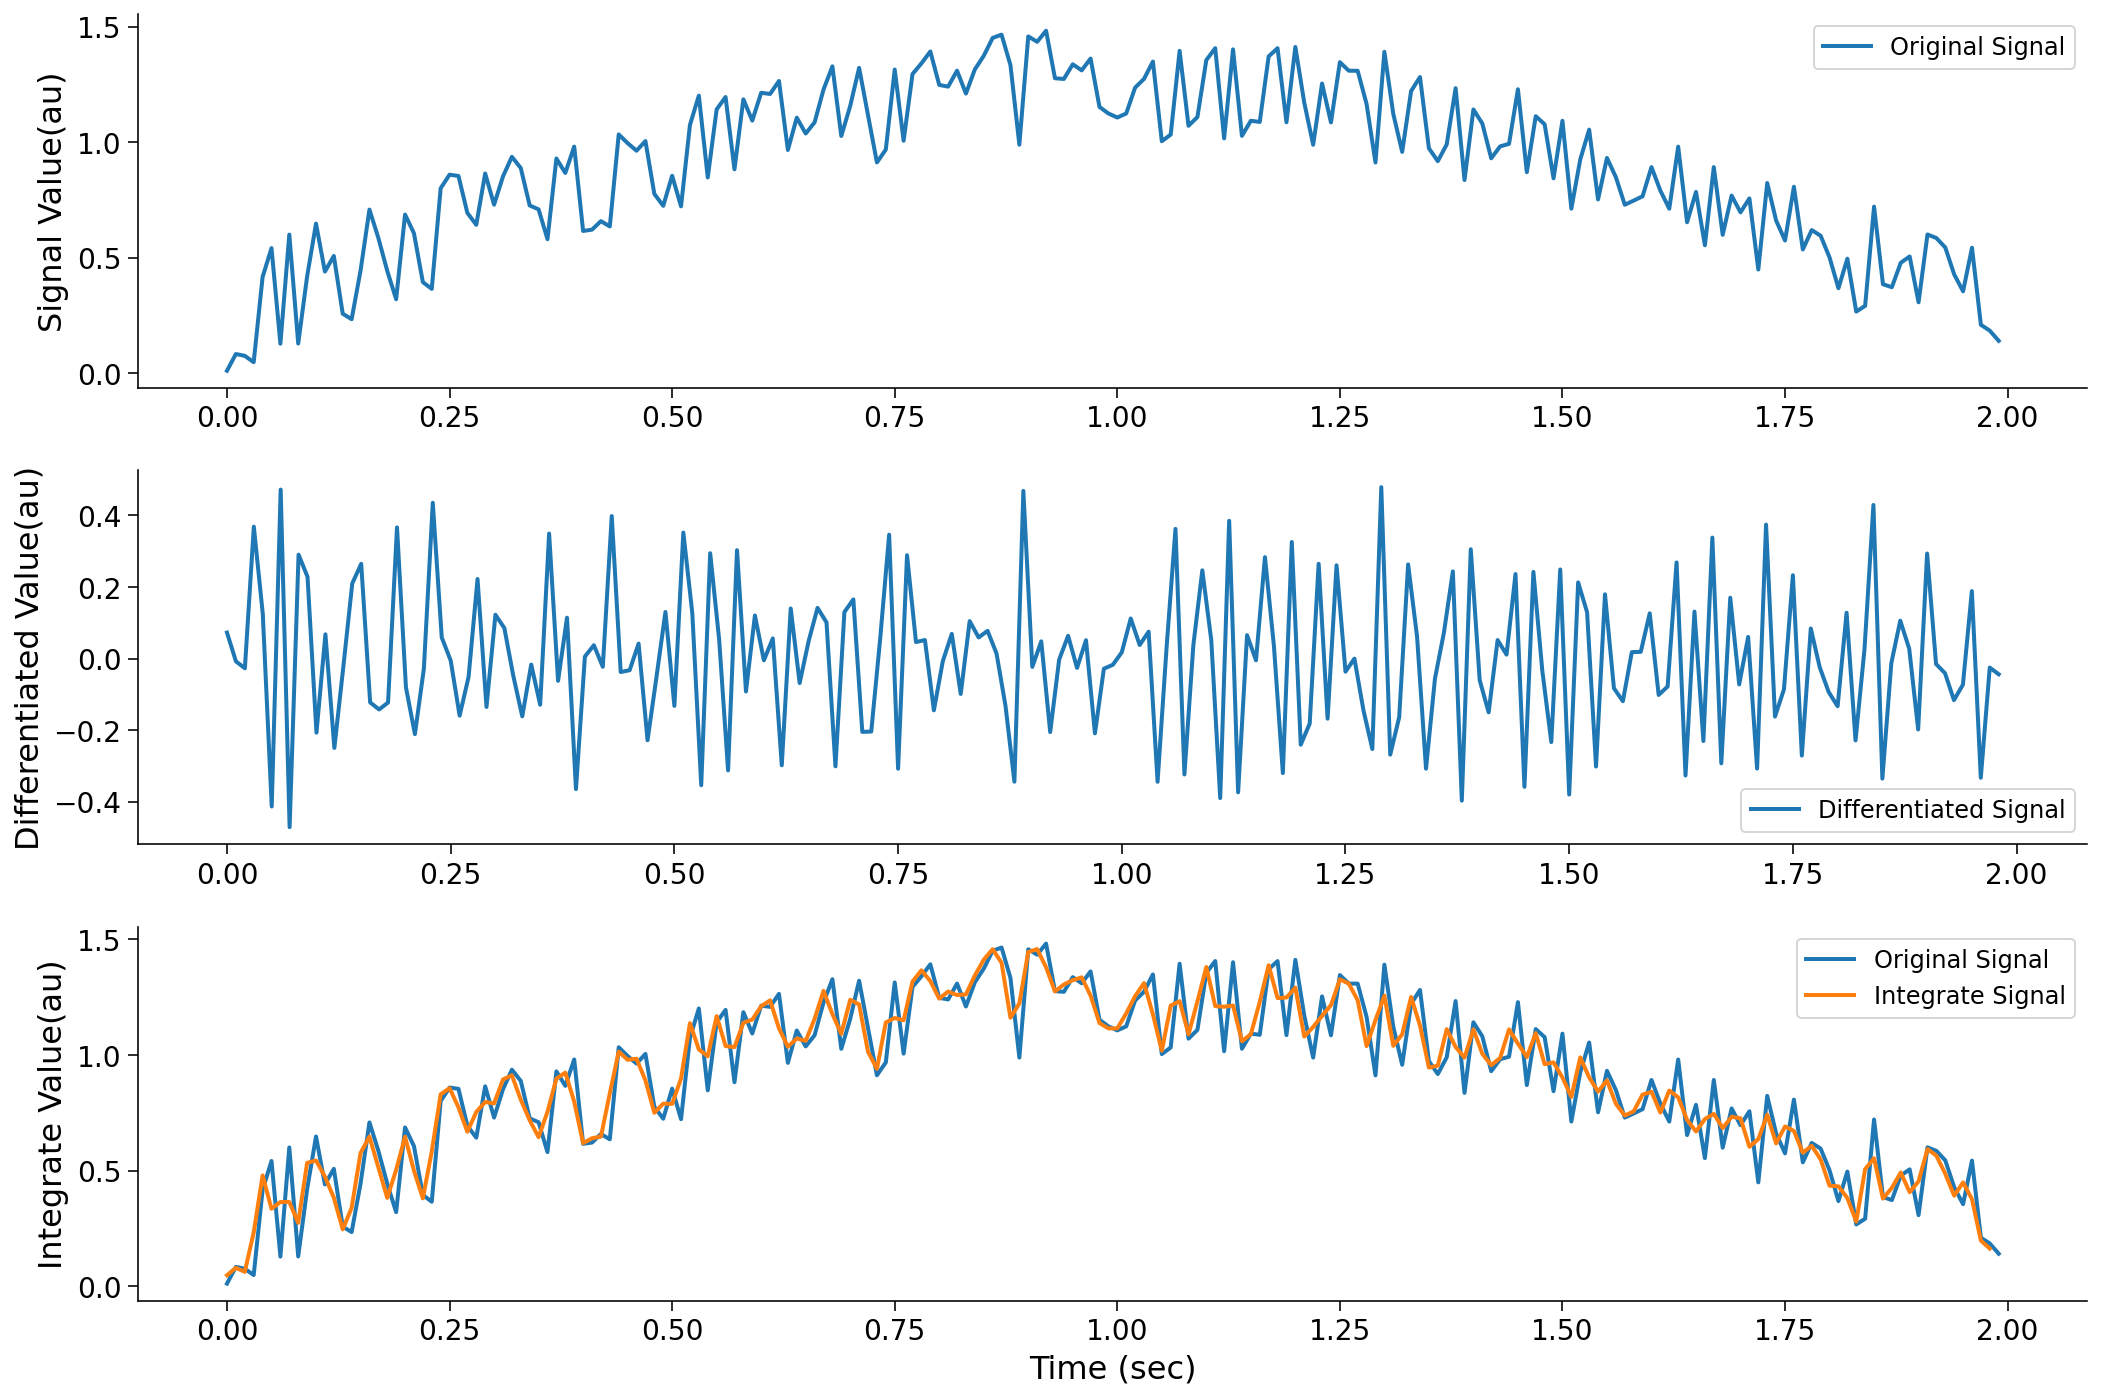 Signal Value(au)
1.5
1.0
0.5
0.0
Original Signal
0.00 0.25 0.50 0.75 1.00 1.25 1.50 1.75 2.00
Differentiated Value(au)
0.4
0.2
0.0
−0.2
−0.4
Differentiated Signal
0.00 0.25 0.50 0.75 1.00 1.25 1.50 1.75 2.00
Integrate Value(au)
1.5
1.0
0.5
0.0
Original Signal
Integrate Signal
0.00 0.25 0.50 0.75 1.00 1.25 1.50 1.75 2.00
Time (sec)